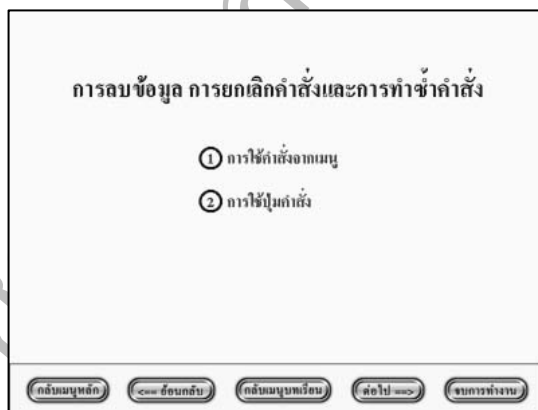 การลบข้อมูล การยกเลิกคำสั่งและการทำซ้ำคำสั่ง
1 การใช้คำสั่งจากเมนู
2 การใช้ปุ่มคำสั่ง
กลับเมนูหลัก <== ย้อนกลับ กลับเมนูบทเรียน ต่อไป ==> จบการทำงาน